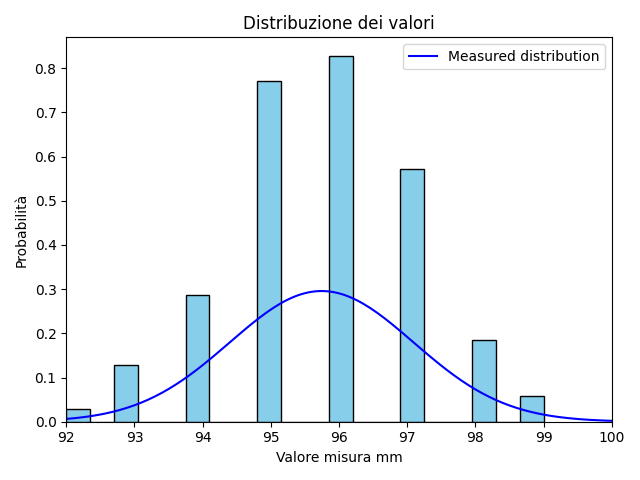 Distribuzione dei valori
Measured distribution
Probabilità
0.8
0.7
0.6
0.5
0.4
0.3
0.2
0.1
0.0
92 93 94 95 96 97 98 99 100
Valore misura mm